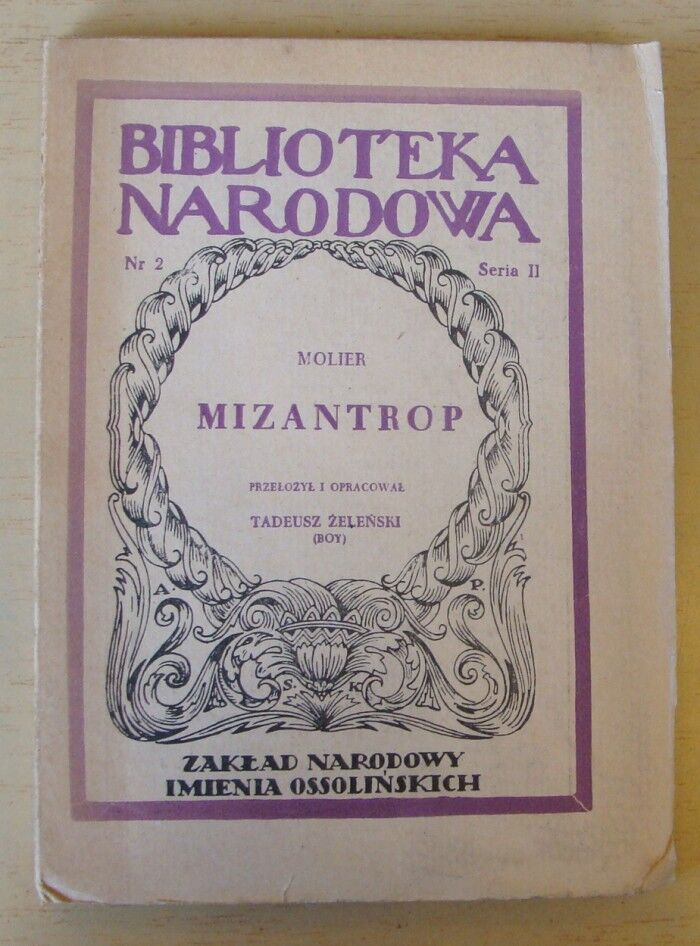 BIBLIOTEKA
NARODOWA
Nr 2 Seria II
MOLIER
MIZANTROP
PRZEŁOŻYŁ I OPRACOWAŁ
TADEUSZ ŻELEŃSKI
(BOY)
A. P.
S. K.
ZAKŁAD NARODOWY
IMIENIA OSSOLIŃSKICH